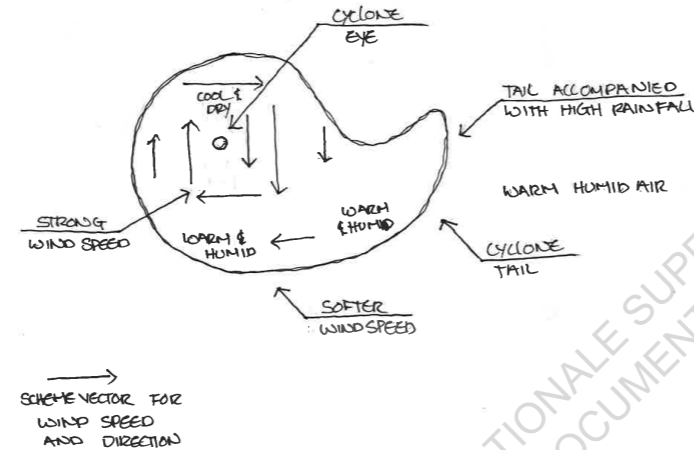 CYCLONE
EYE
COOL &
DRY
TAIL ACCOMPANIED
WITH HIGH RAINFALL
WARM HUMID AIR
STRONG
WIND SPEED
WARM &
HUMID
WARM
& HUMID
CYCLONE
TAIL
SOFTER
WIND SPEED
SCHEME VECTOR FOR
WIND SPEED
AND DIRECTION